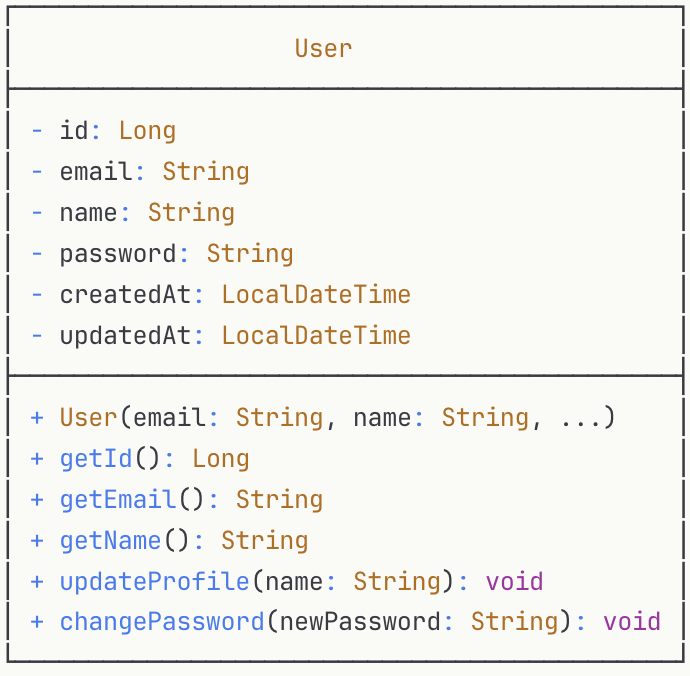 User
- id: Long
- email: String
- name: String
- password: String
- createdAt: LocalDateTime
- updatedAt: LocalDateTime
+ User(email: String, name: String, ...)
+ getId(): Long
+ getEmail(): String
+ getName(): String
+ updateProfile(name: String): void
+ changePassword(newPassword: String): void